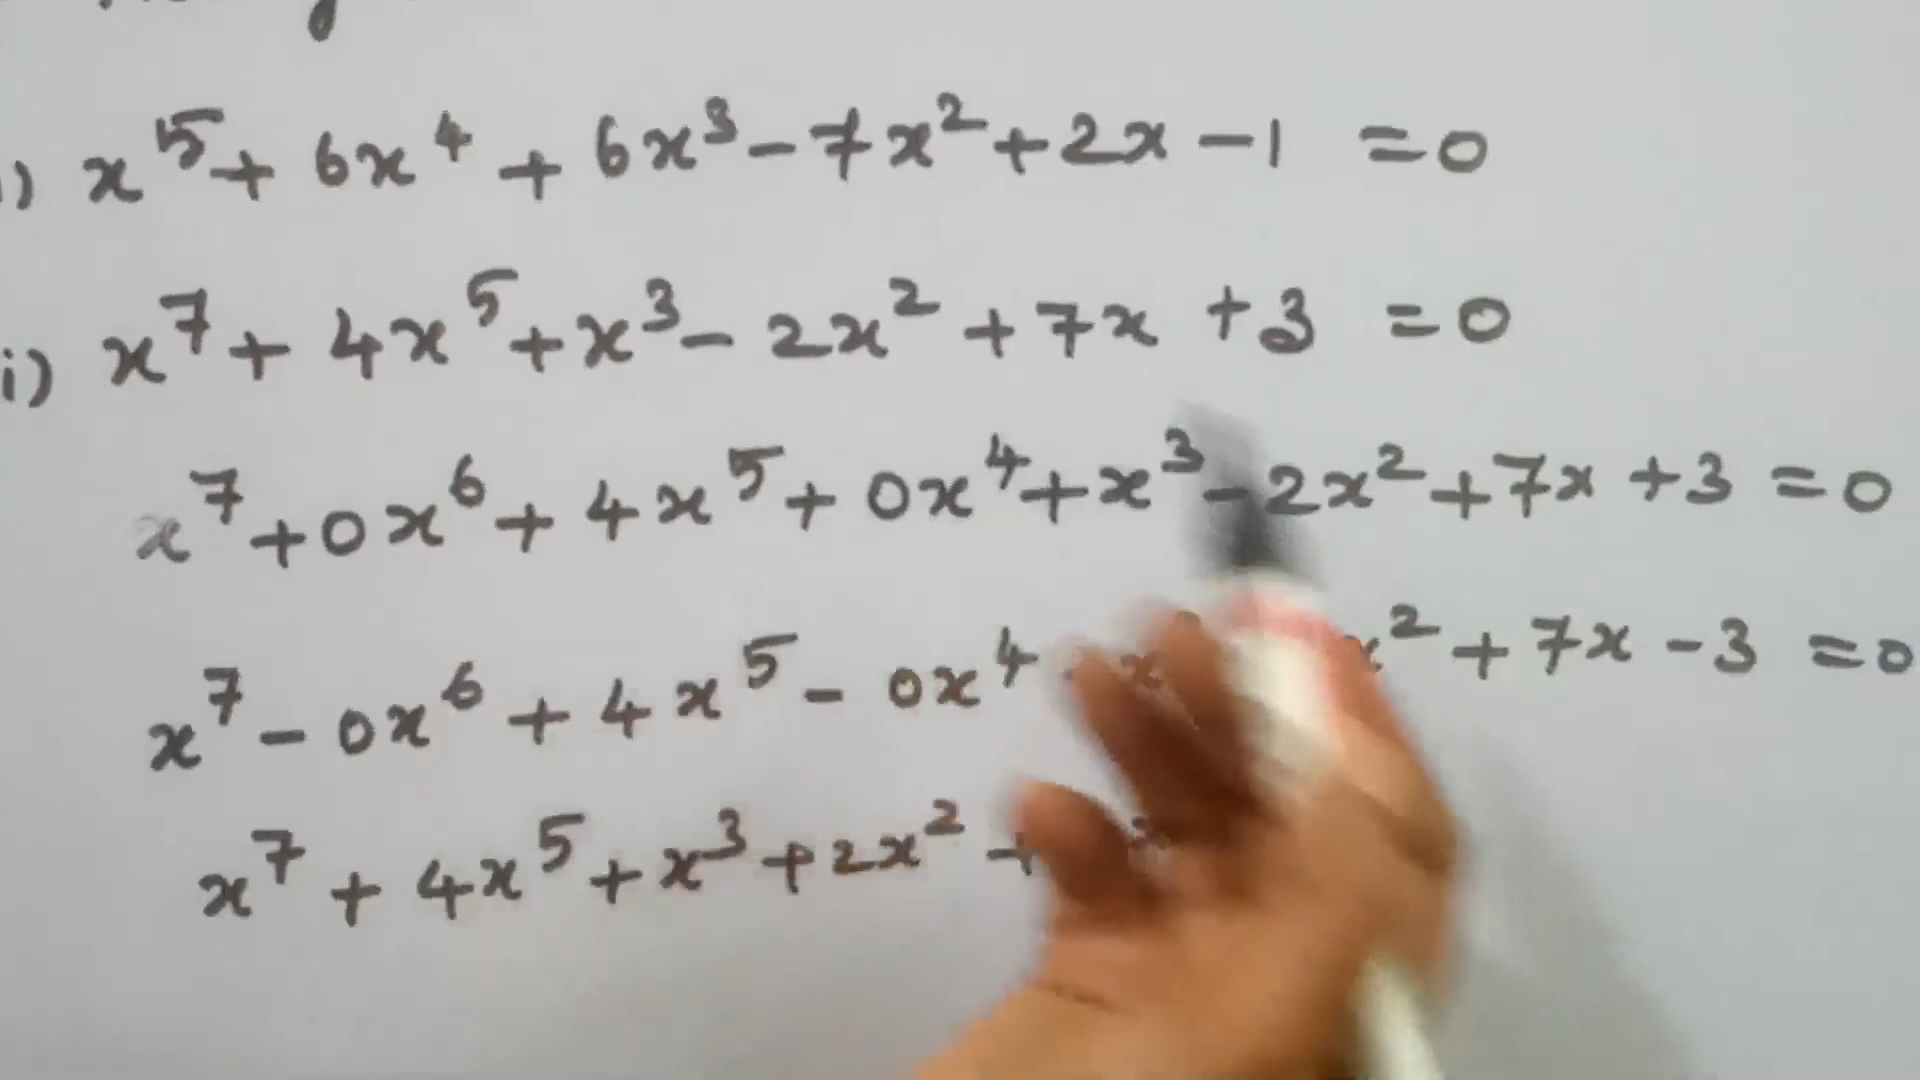 i) x⁵ + 6x⁴ + 6x³ - 7x² + 2x - 1 = 0
i) x⁷ + 4x⁵ + x³ - 2x² + 7x + 3 = 0
x⁷ + 0x⁶ + 4x⁵ + 0x⁴ + x³ - 2x² + 7x + 3 = 0
x⁷ - 0x⁶ + 4x⁵ - 0x⁴ x² + 7x - 3 = 0
x⁷ + 4x⁵ + x³ + 2x² +